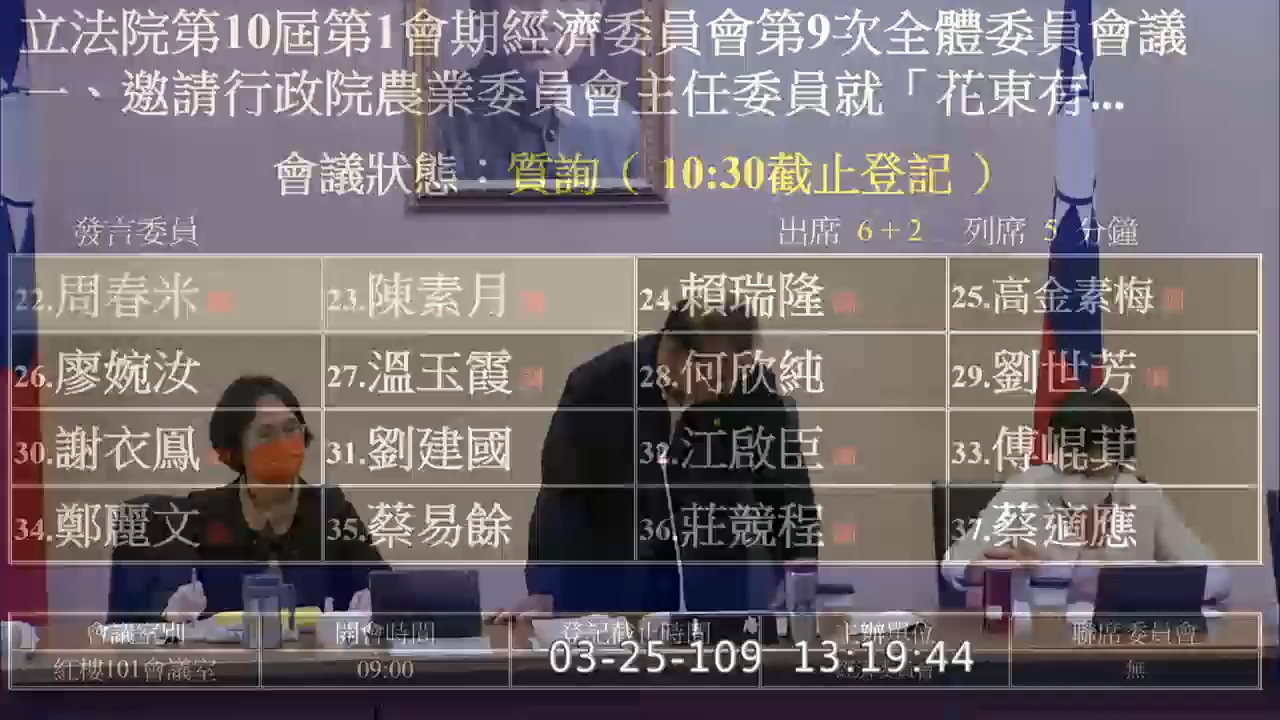 立法院第10屆第1會期經濟委員會第9次全體委員會議
一、邀請行政院農業委員會主任委員就「花東有...
會議狀態：質詢（10:30截止登記）
發言委員 出席 6+2 列席 5 分鐘
22.周春米 23.陳素月 24.賴瑞隆 25.高金素梅
26.廖婉汝 27.溫玉霞 28.何欣純 29.劉世芳
30.謝衣鳳 31.劉建國 32.江啟臣 33.傅崐萁
34.鄭麗文 35.蔡易餘 36.莊競程 37.蔡適應
會議室別 開會時間 登記截止時間 主辦單位 聯席委員會
紅樓101會議室 09:00 無
03-25-109 13:19:44